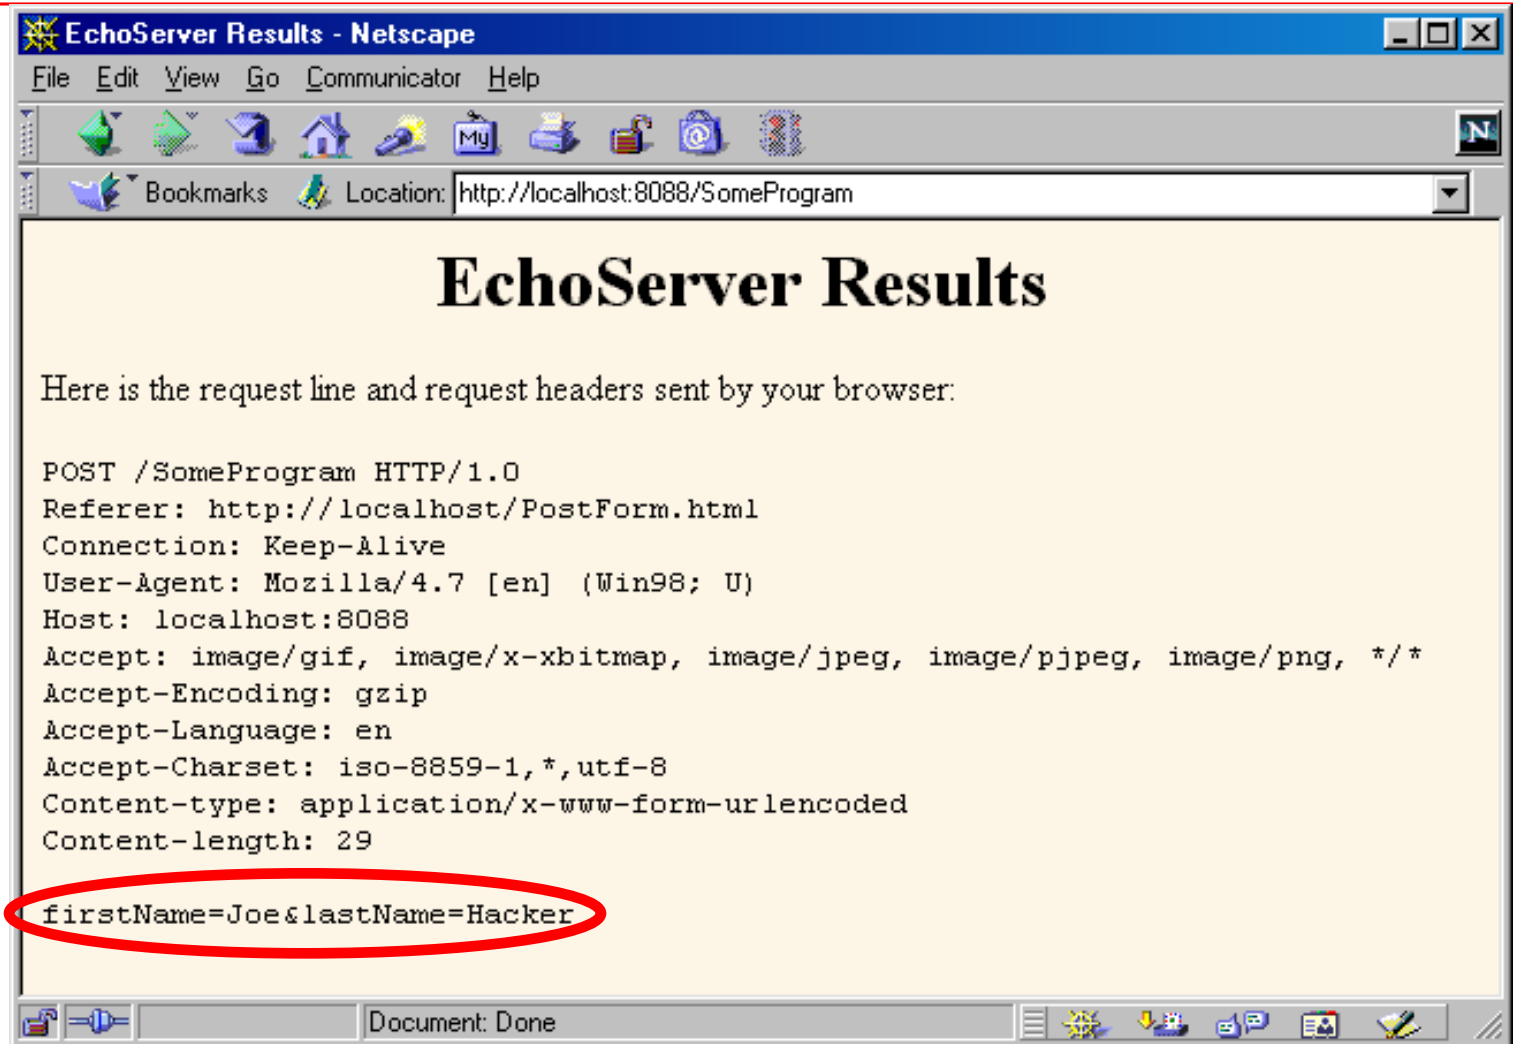 EchoServer Results - Netscape
File Edit View Go Communicator Help
My @ N
Bookmarks Location: http://localhost:8088/SomeProgram
EchoServer Results
Here is the request line and request headers sent by your browser:
POST /SomeProgram HTTP/1.0
Referer: http://localhost/PostForm.html
Connection: Keep-Alive
User-Agent: Mozilla/4.7 [en] (Win98; U)
Host: localhost:8088
Accept: image/gif, image/x-xbitmap, image/jpeg, image/pjpeg, image/png, */*
Accept-Encoding: gzip
Accept-Language: en
Accept-Charset: iso-8859-1,*,utf-8
Content-type: application/x-www-form-urlencoded
Content-length: 29
firstName=Joe&lastName=Hacker
Document: Done